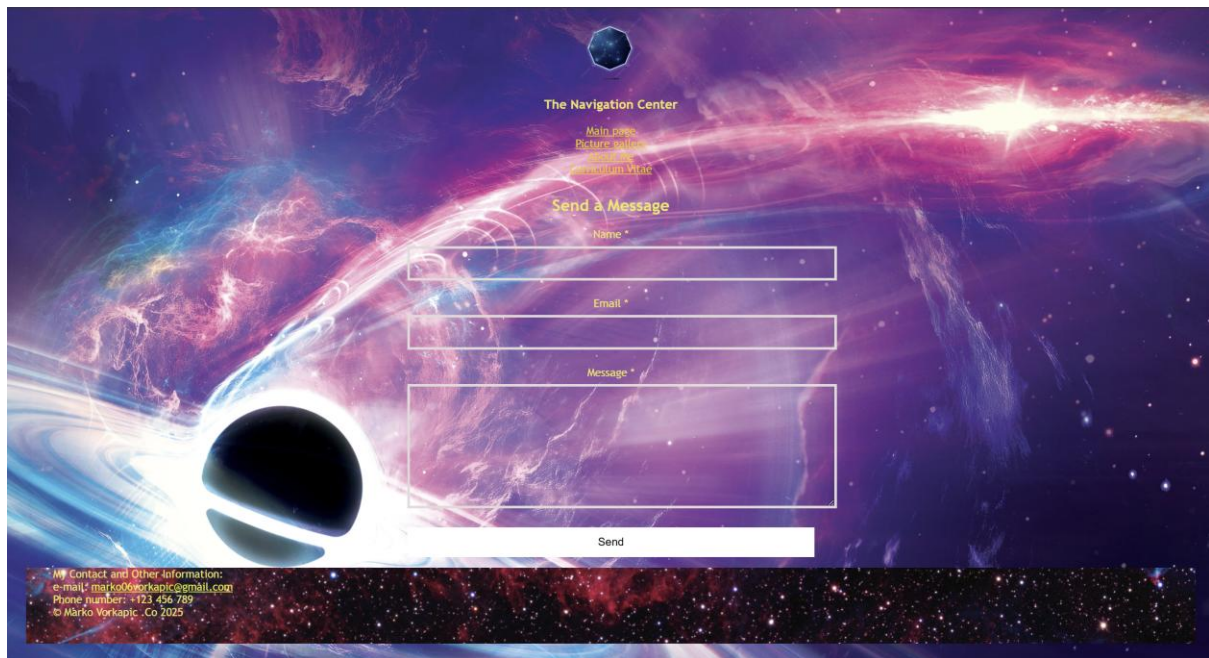 The Navigation Center
Main page
Picture gallery
About me
Curriculum Vitae
Send a Message
Name *
Email *
Message *
Send
My Contact and Other Information:
e-mail: marko06vorkapic@gmail.com
Phone number: +123 456 789
© Marko Vorkapic .Co 2025